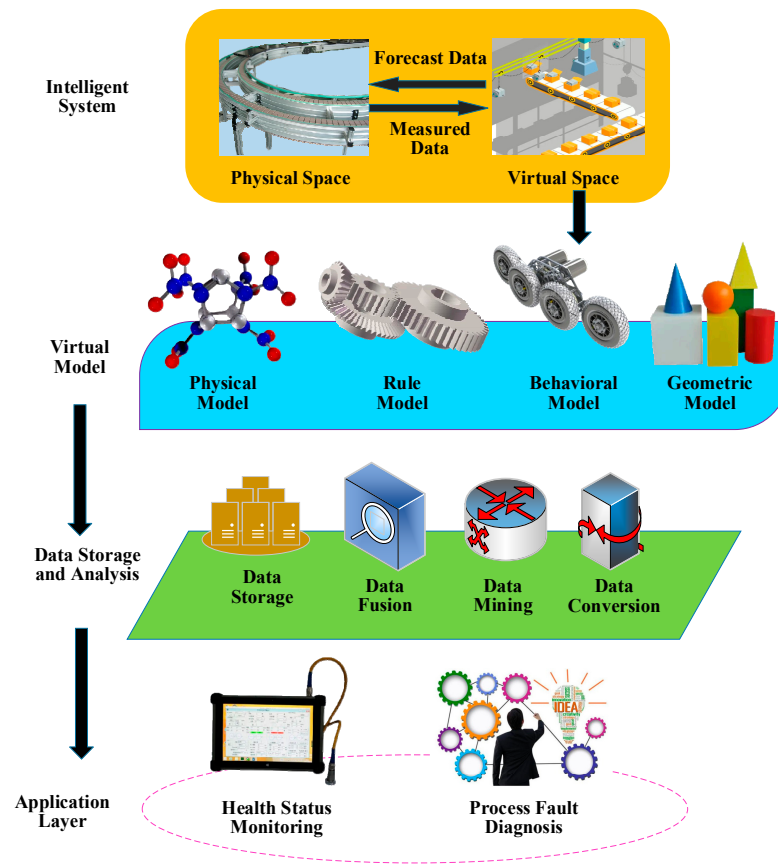 Intelligent
System
Forecast Data
Measured
Data
Physical Space
Virtual Space
Virtual
Model
Physical
Model
Rule
Model
Behavioral
Model
Geometric
Model
Data Storage
and Analysis
Data
Storage
Data
Fusion
Data
Mining
Data
Conversion
IDEA
Application
Layer
Health Status
Monitoring
Process Fault
Diagnosis